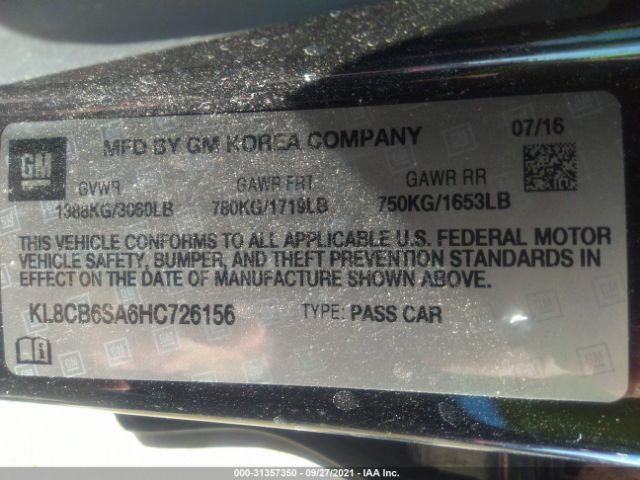 GM
MFD BY GM KOREA COMPANY
07/16
GVWR GAWR FRT GAWR RR
1388KG/3060LB 780KG/1719LB 750KG/1653LB
THIS VEHICLE CONFORMS TO ALL APPLICABLE U.S. FEDERAL MOTOR
VEHICLE SAFETY, BUMPER, AND THEFT PREVENTION STANDARDS IN
EFFECT ON THE DATE OF MANUFACTURE SHOWN ABOVE.
KL8CB6SA6HC726156 TYPE: PASS CAR
000-31357350 - 09/27/2021 - IAA Inc.